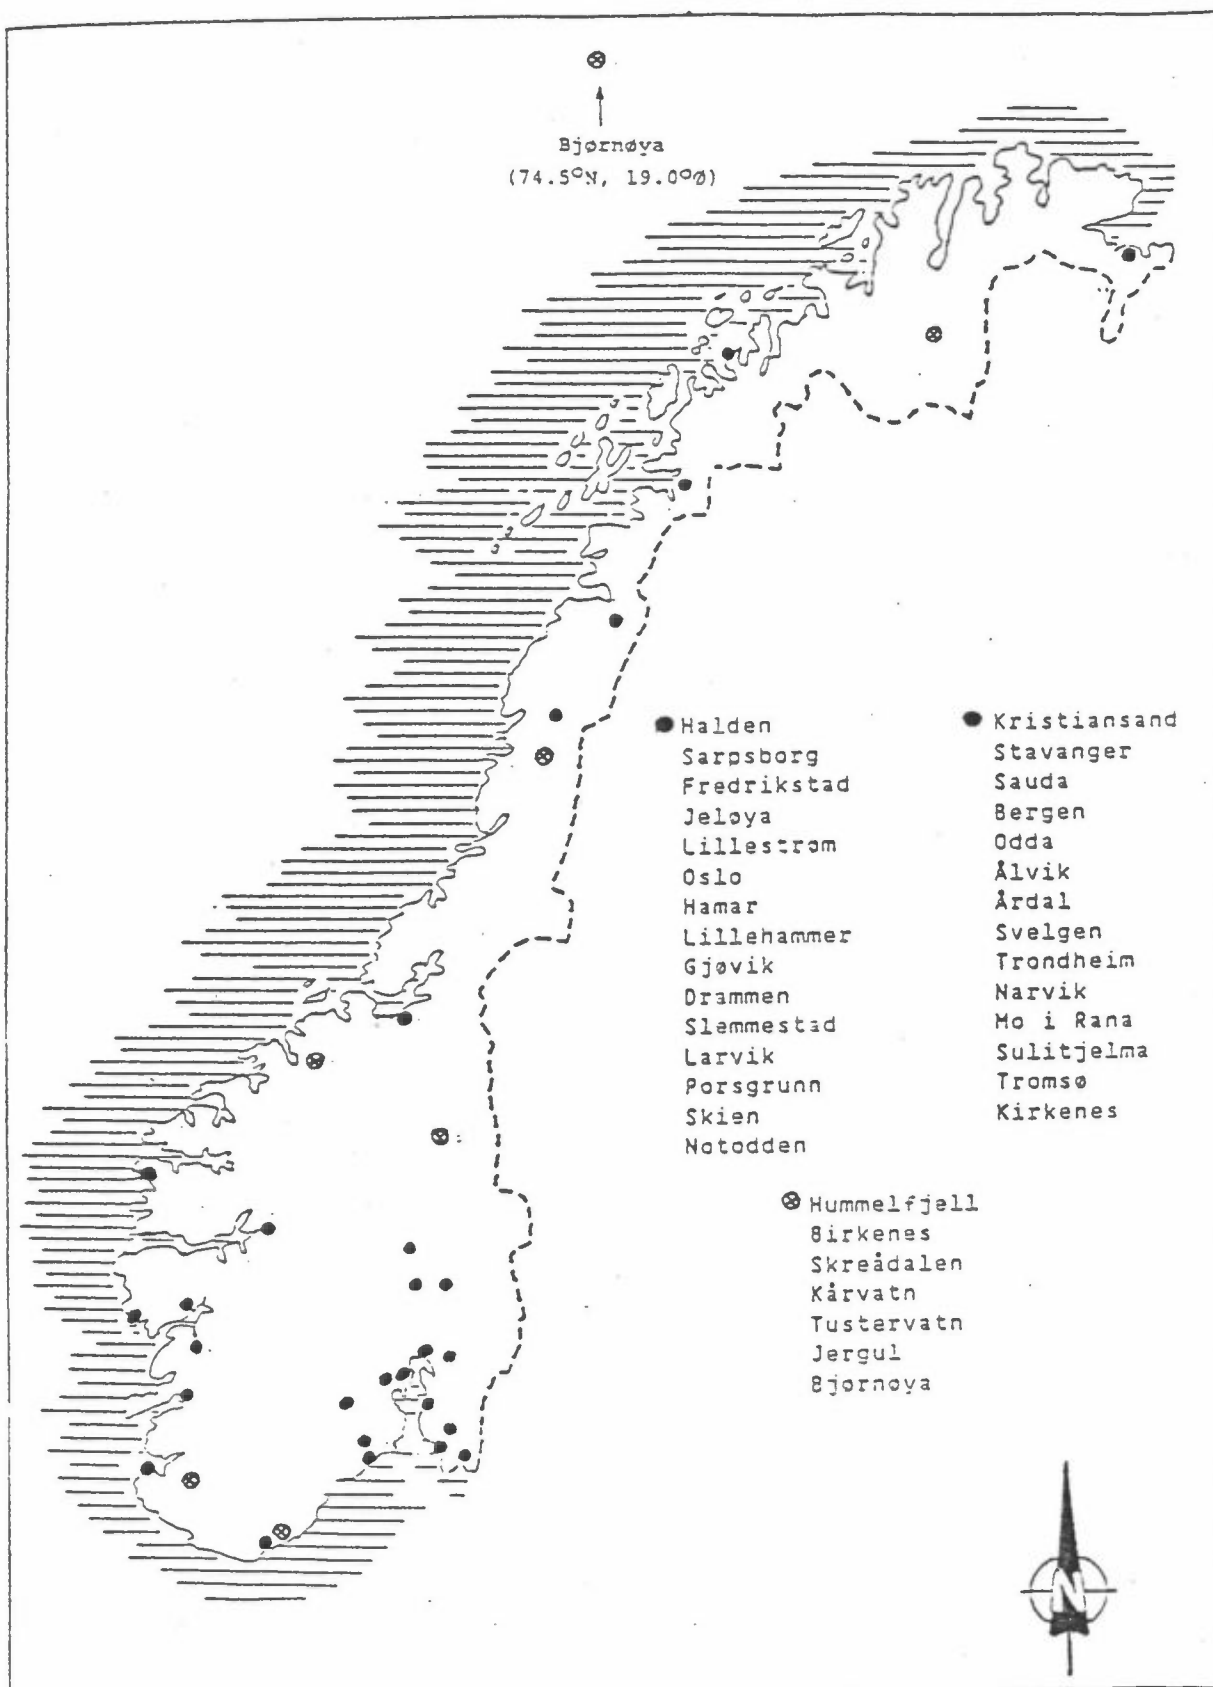 Bjørnøya
(74.5°N, 19.0°Ø)
Halden
Sarpsborg
Fredrikstad
Jeløya
Lillestrøm
Oslo
Hamar
Lillehammer
Gjøvik
Drammen
Slemmestad
Larvik
Porsgrunn
Skien
Notodden
Kristiansand
Stavanger
Sauda
Bergen
Odda
Ålvik
Årdal
Svelgen
Trondheim
Narvik
Mo i Rana
Sulitjelma
Tromsø
Kirkenes
Hummelfjell
Birkenes
Skreådalen
Kårvatn
Tustervatn
Jergul
Bjørnøya
N